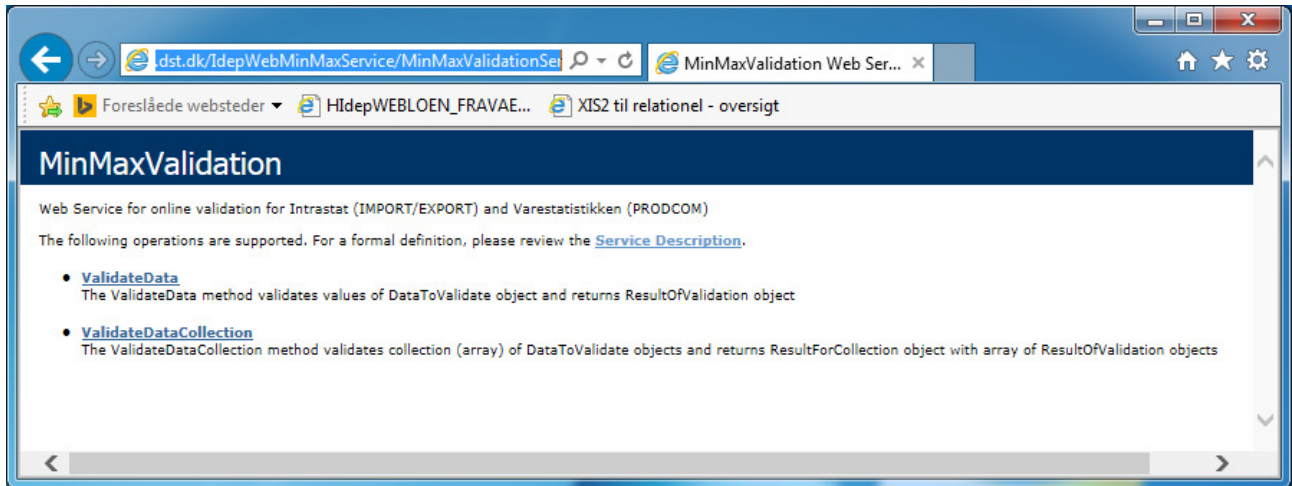 .dst.dk/IdepWebMinMaxService/MinMaxValidationSer
MinMaxValidation Web Ser...
Foreslåede websteder
HIdepWEBLOEN_FRAVAE...
XIS2 til relationel - oversigt
MinMaxValidation
Web Service for online validation for Intrastat (IMPORT/EXPORT) and Varestatistikken (PRODCOM)
The following operations are supported. For a formal definition, please review the Service Description.
• ValidateData
The ValidateData method validates values of DataToValidate object and returns ResultOfValidation object
• ValidateDataCollection
The ValidateDataCollection method validates collection (array) of DataToValidate objects and returns ResultForCollection object with array of ResultOfValidation objects